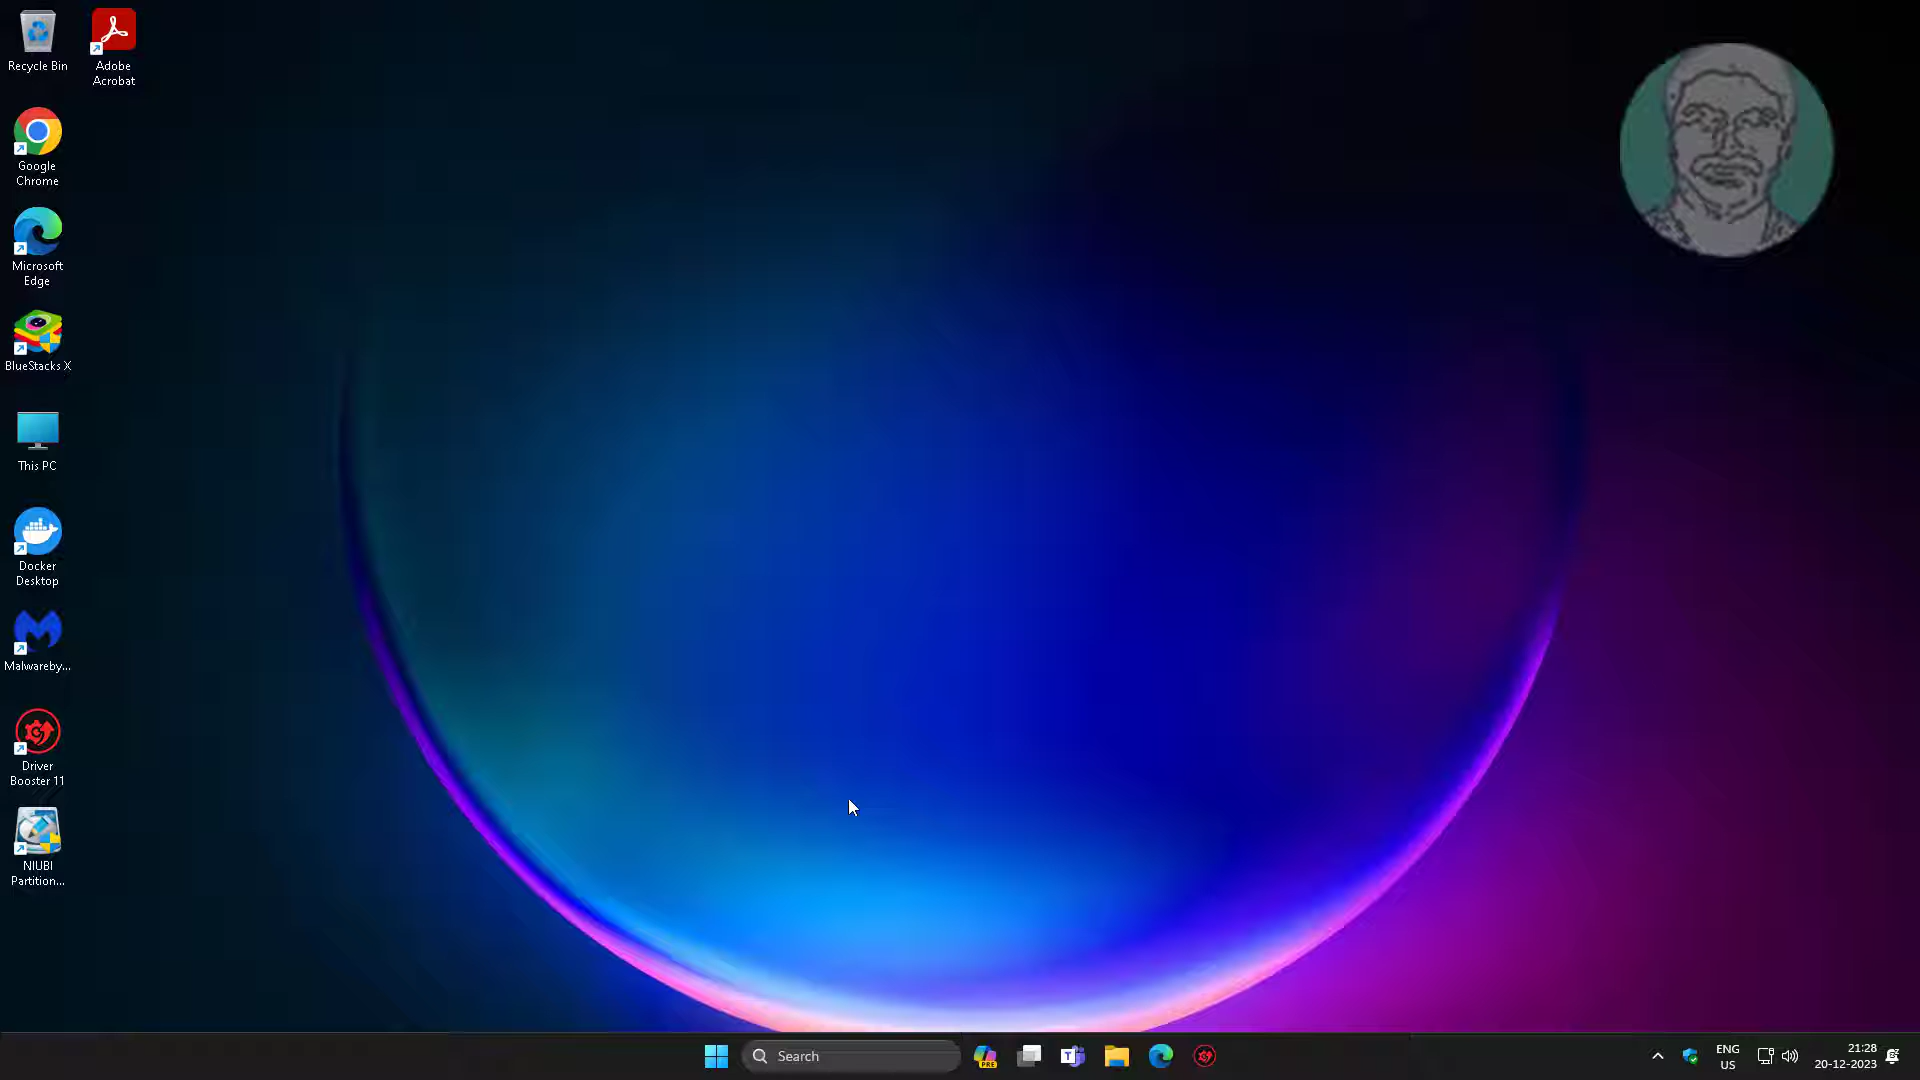 Recycle Bin
Adobe
Acrobat
Google
Chrome
Microsoft
Edge
BlueStacks X
This PC
Docker
Desktop
Malwareby...
Driver
Booster 11
NIUBI
Partition...
Search
PRE
T
ENG
US
21:28
20-12-2023